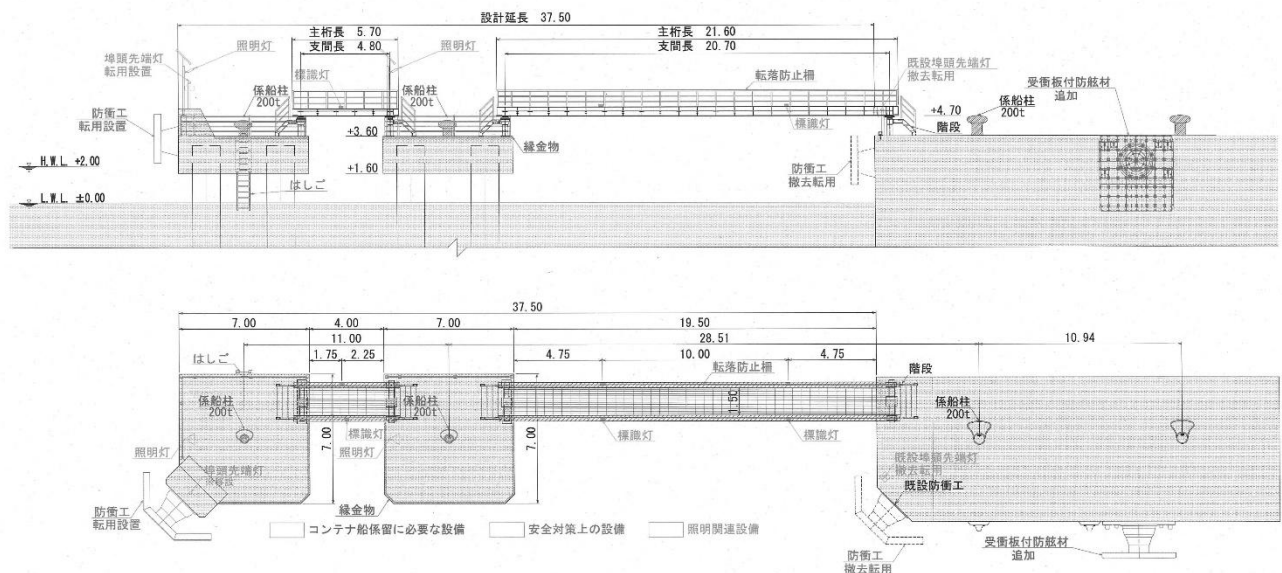 設計延長 37.50
主桁長 5.70
支間長 4.80
主桁長 21.60
支間長 20.70
照明灯
照明灯
埠頭先端灯
転用設置
標識灯
係船柱
200t
係船柱
200t
転落防止柵
既設埠頭先端灯
撤去転用
受衝板付防舷材
追加
防衝工
転用設置
標識灯
+4.70
係船柱
200t
階段
+3.60
縁金物
防衝工
撤去転用
H.W.L. +2.00
+1.60
はしご
L.W.L. ±0.00
37.50
7.00
4.00
7.00
19.50
11.00
28.51
10.94
1.75
2.25
4.75
10.00
4.75
はしご
転落防止柵
階段
係船柱
200t
係船柱
200t
1.50
係船柱
200t
標識灯
標識灯
標識灯
照明灯
照明灯
7.00
7.00
埠頭先端灯
既設埠頭先端灯
撤去転用
既設防衝工
防衝工
転用設置
縁金物
コンテナ船係留に必要な設備
安全対策上の設備
照明関連設備
防衝工
撤去転用
受衝板付防舷材
追加